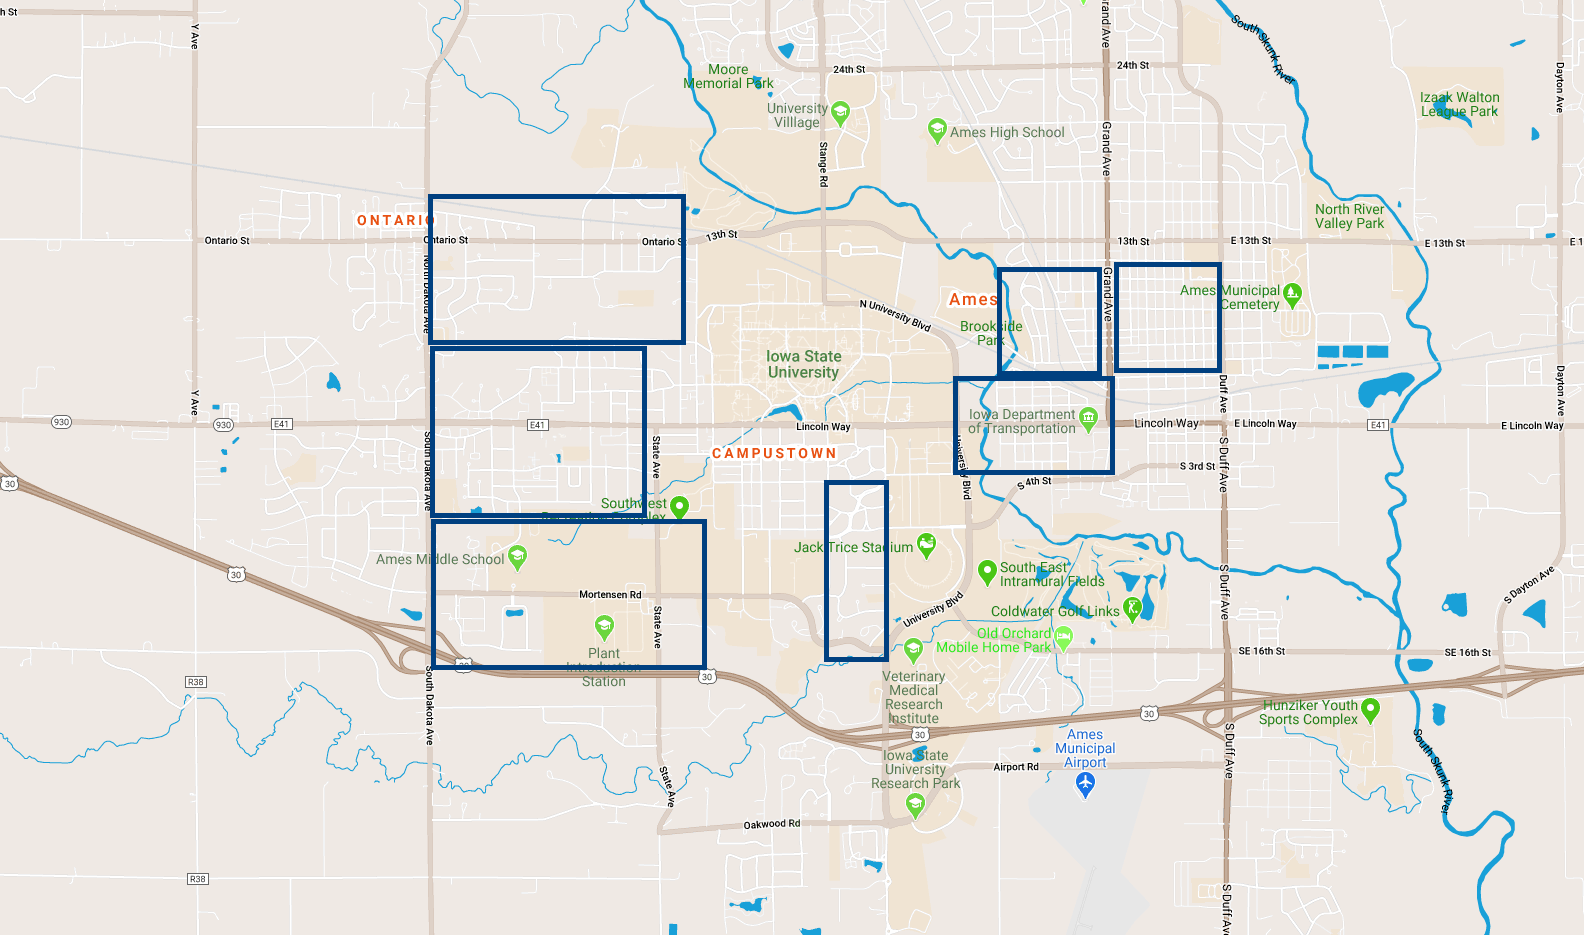 h St
Y Ave
Grand Ave
South Skunk River
24th St
24th St
Dayton Ave
Moore
Memorial Park
University
Villlage
Ames High School
Grand Ave
Stange Rd
Izaak Walton
League Park
ONTARIO
Ontario St
Ontario St
Ontario S
13th St
13th St
E 13th St
E 13th St
E 1
North River
Valley Park
North Dakota Ave
Grand Ave
Ames
N University Blvd
Brookside
Park
Ames Municipal
Cemetery
Iowa State
University
Y Ave
Duff Ave
Dayton Ave
930
930
E41
E41
Lincoln Way
Iowa Department
of Transportation
Lincoln Way
E Lincoln Way
E41
E Lincoln Way
South Dakota Ave
State Ave
CAMPUSTOWN
University Blvd
S 3rd St
S 4th St
S Duff Ave
30
Southwest
Ames Middle School
Jack Trice Stadium
South East
Intramural Fields
30
Mortensen Rd
State Ave
University Blvd
Coldwater Golf Links
S Duff Ave
S Dayton Ave
Old Orchard
Mobile Home Park
SE 16th St
SE 16th St
Plant
Introduction
Station
30
30
South Dakota Ave
R38
Veterinary
Medical
Research
Institute
30
30
Hunziker Youth
Sports Complex
Ames
Municipal
Airport
Iowa State
University
Research Park
Airport Rd
S Duff Ave
South Skunk River
State Ave
Oakwood Rd
R38
S Duff Ave